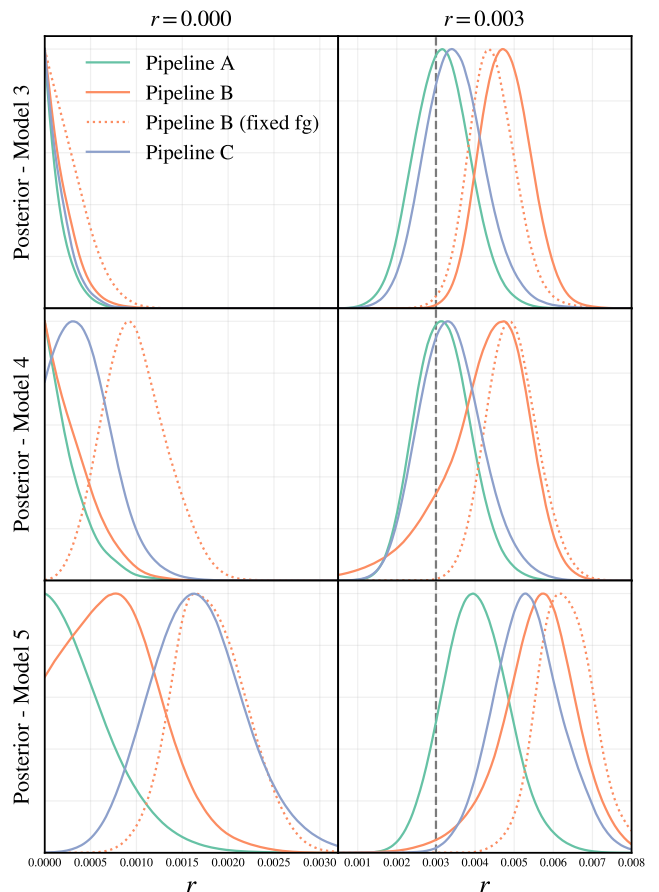 r = 0.000
r = 0.003
Pipeline A
Pipeline B
Pipeline B (fixed fg)
Pipeline C
Posterior - Model 3
Posterior - Model 4
Posterior - Model 5
0.0000 0.0005 0.0010 0.0015 0.0020 0.0025 0.0030
0.001 0.002 0.003 0.004 0.005 0.006 0.007 0.008
r
r